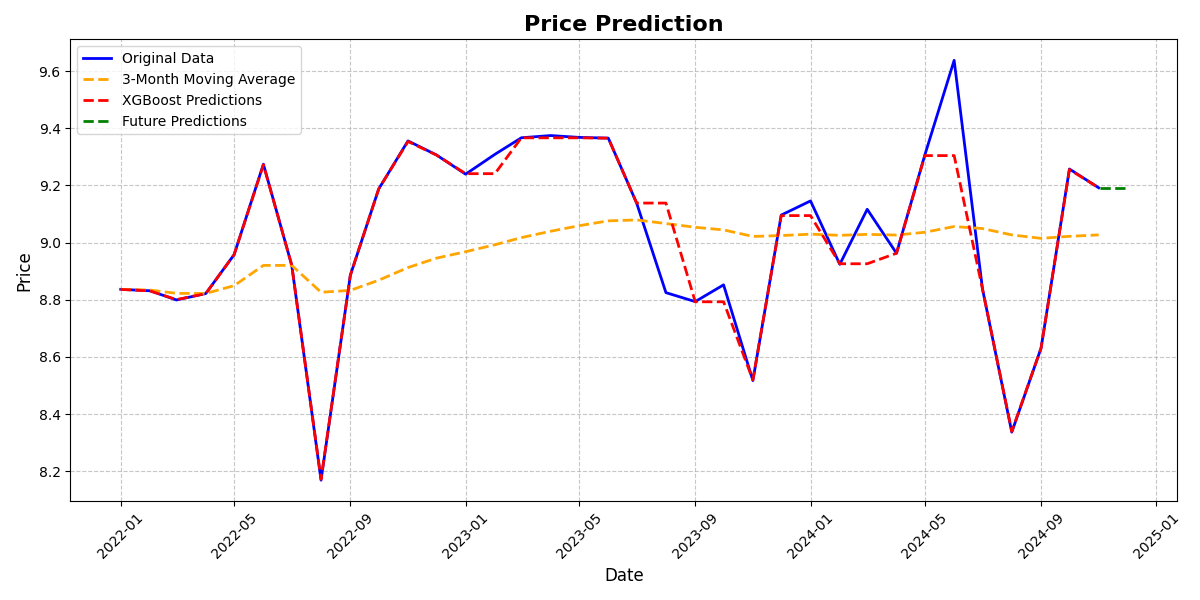 Price Prediction
Original Data
3-Month Moving Average
XGBoost Predictions
Future Predictions
Price
9.6
9.4
9.2
9.0
8.8
8.6
8.4
8.2
2022-01
2022-05
2022-09
2023-01
2023-05
2023-09
2024-01
2024-05
2024-09
2025-01
Date